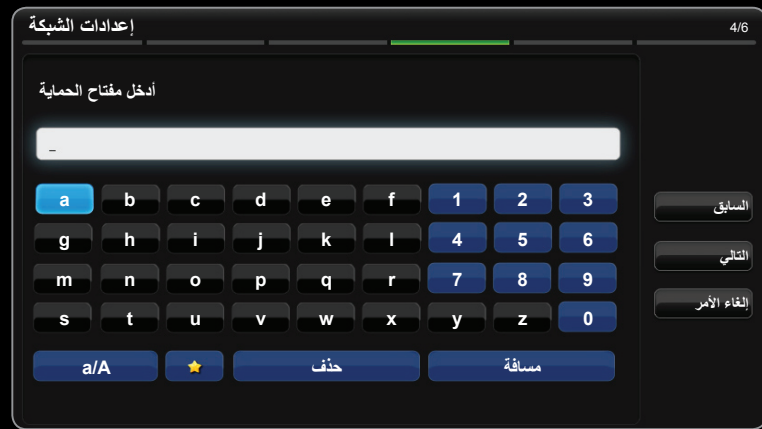 إعدادات الشبكة
4/6
أدخل مفتاح الحماية
_
a b c d e f 1 2 3
g h i j k l 4 5 6
m n o p q r 7 8 9
s t u v w x y z 0
a/A حذف مسافة
السابق
التالي
إلغاء الأمر